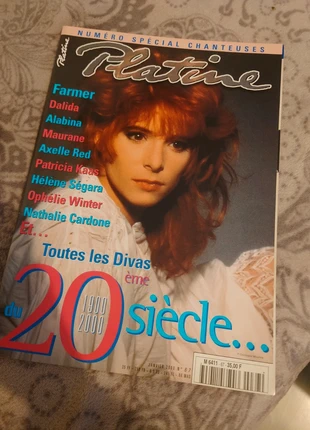 NUMÉRO SPÉCIAL CHANTEUSES
Platine
Platine
Farmer
Dalida
Alabina
Maurane
Axelle Red
Patricia Kaas
Hélène Ségara
Ophélie Winter
Nathalie Cardone
Et...
Toutes les Divas
du 20ème siècle...
1900
2000